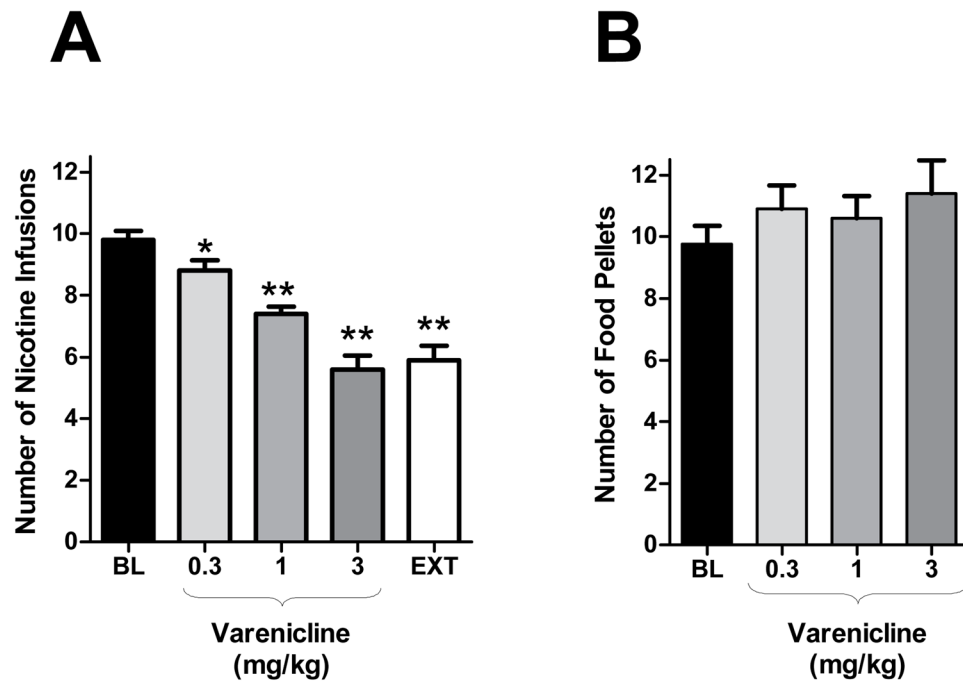 A
Number of Nicotine Infusions
12
10
8
6
4
2
0
*
**
**
**
BL 0.3 1 3 EXT
Varenicline
(mg/kg)
B
Number of Food Pellets
12
10
8
6
4
2
0
BL 0.3 1 3
Varenicline
(mg/kg)